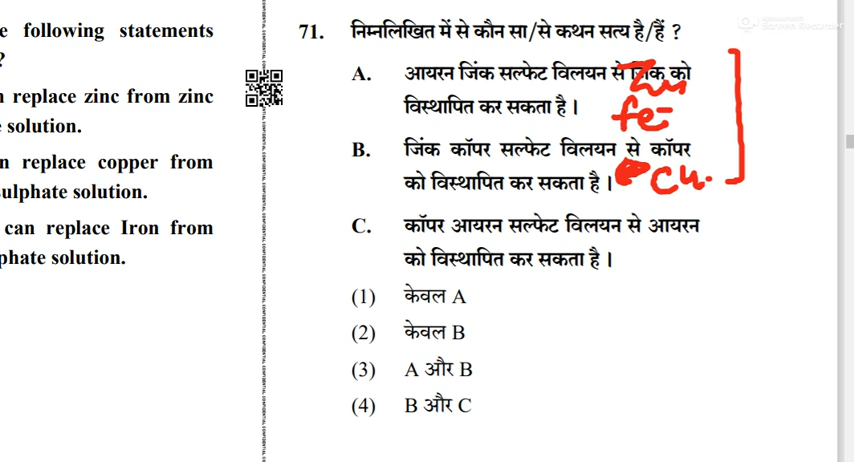 e following statements
?
n replace zinc from zinc
e solution.
n replace copper from
sulphate solution.
can replace Iron from
phate solution.
71. निम्नलिखित में से कौन सा/से कथन सत्य है/हैं ?
A. आयरन जिंक सल्फेट विलयन से जिंक को
विस्थापित कर सकता है।
Zn
fe-
B. जिंक कॉपर सल्फेट विलयन से कॉपर
को विस्थापित कर सकता है।
Cu.
C. कॉपर आयरन सल्फेट विलयन से आयरन
को विस्थापित कर सकता है।
(1) केवल A
(2) केवल B
(3) A और B
(4) B और C